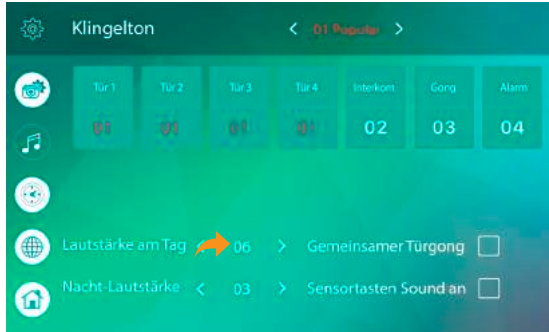 Klingelton < 01 Popular >
Tür 1 Tür 2 Tür 3 Tür 4 Interkom Gong Alarm
01 01 01 01 02 03 04
Lautstärke am Tag < 06 > Gemeinsamer Türgong
Nacht-Lautstärke < 03 > Sensortasten Sound an